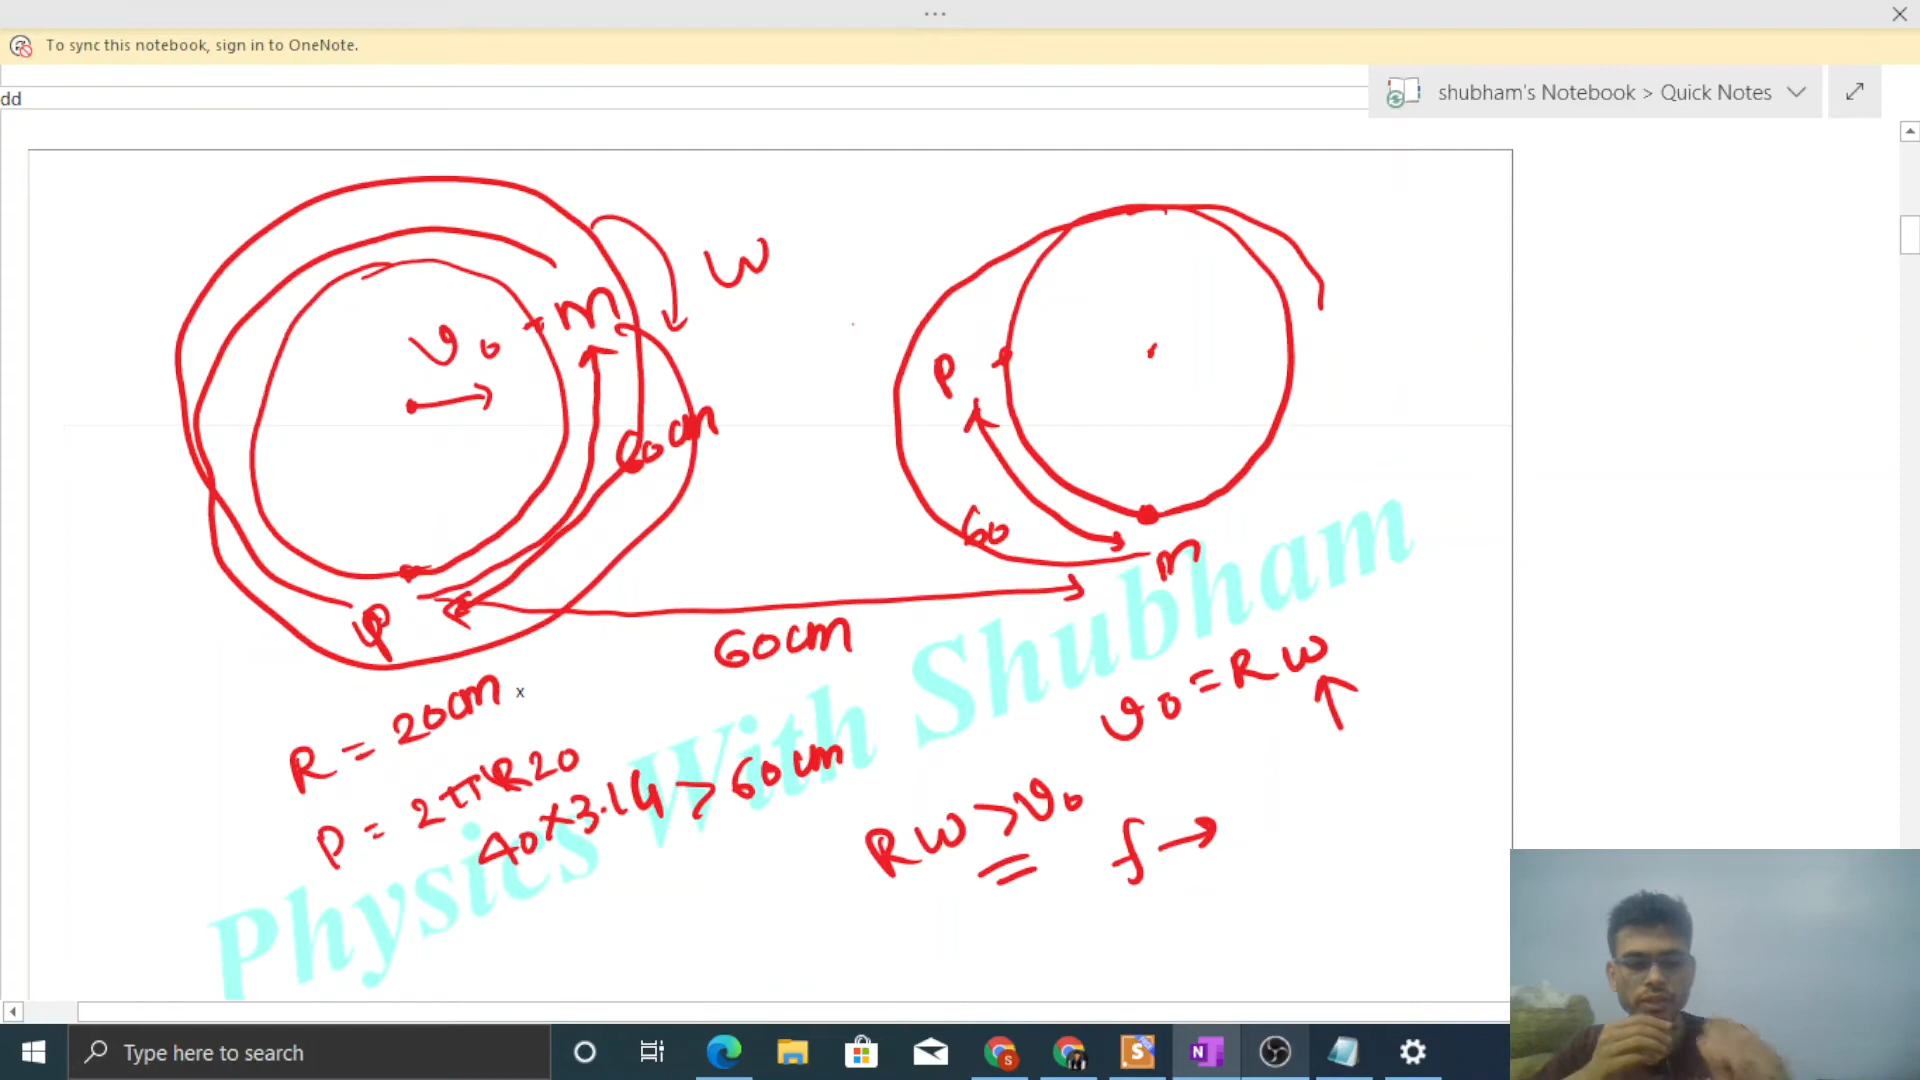 To sync this notebook, sign in to OneNote.
dd
shubham's Notebook > Quick Notes
ω
m
v₀
60cm
P
P
60
m
60cm
R = 20cm
x
v₀ = Rω
P = 2πR20
40×3.14 > 60cm
Rω > v₀
f →
Physics With Shubham
Type here to search